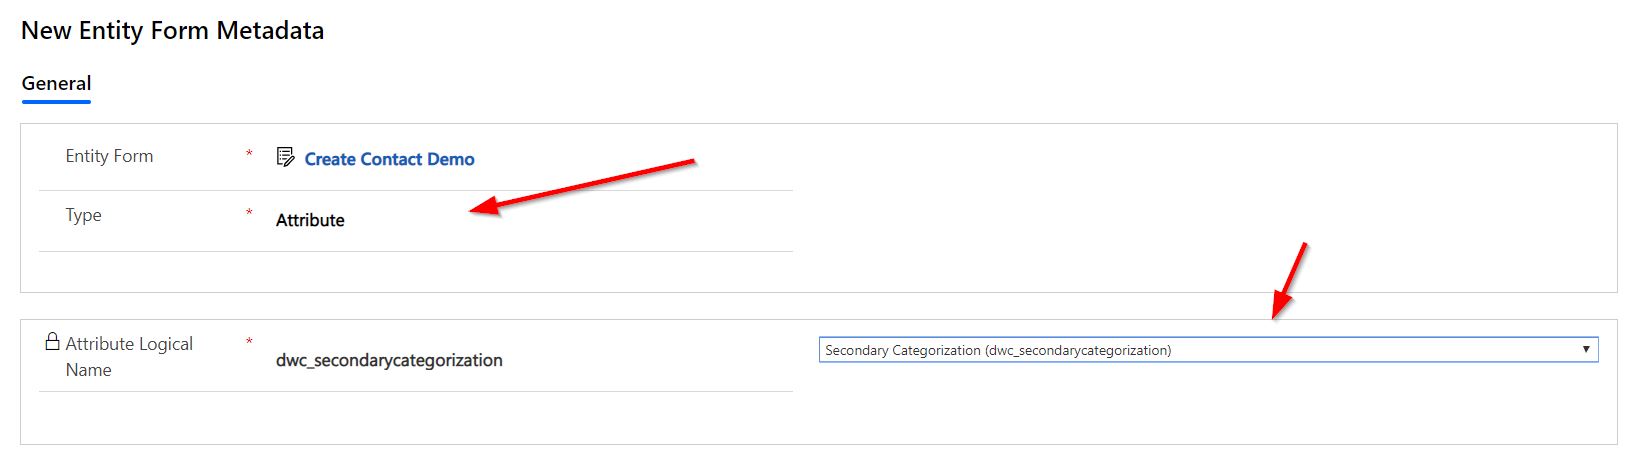 New Entity Form Metadata
General
Entity Form * Create Contact Demo
Type * Attribute
Attribute Logical Name * dwc_secondarycategorization
Secondary Categorization (dwc_secondarycategorization)